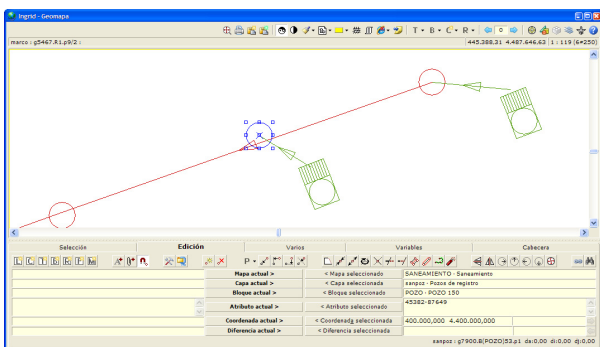 Ingrid - Geomapa
T • B • C • R • 0
marco : g5467.R1.p9/2 :
445.388,31 4.487.646,63 | 1 : 119 (6=250)
Selección Edición Varios Variables Cabecera
Mapa actual > < Mapa seleccionado SANEAMIENTO - Saneamiento
Capa actual > < Capa seleccionada sanpoz - Pozos de registro
Bloque actual > < Bloque seleccionado POZO - POZO 150
Atributo actual > < Atributo seleccionado 45382-87649
Coordenada actual > < Coordenada seleccionada 400.000,000 4.400.000,000
Diferencia actual > < Diferencia seleccionada
sanpoz : g7900.B(POZO)53.p1 da:0.00 di:0.00 dj:0.00